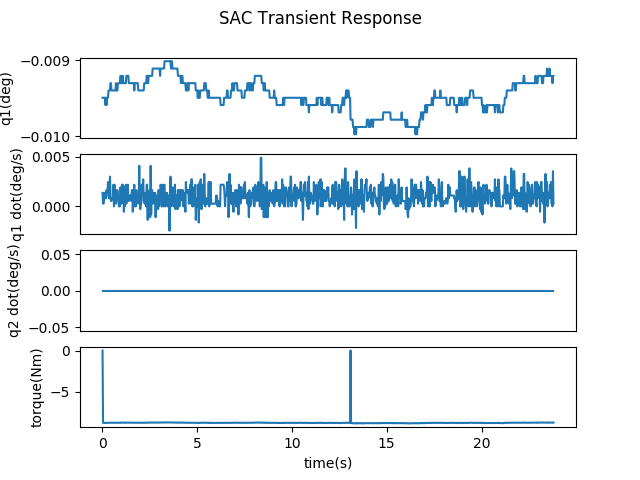 SAC Transient Response
−0.009
−0.010
q1(deg)
0.005
0.000
q1 dot(deg/s)
0.05
0.00
−0.05
q2 dot(deg/s)
0
−5
torque(Nm)
0 5 10 15 20
time(s)